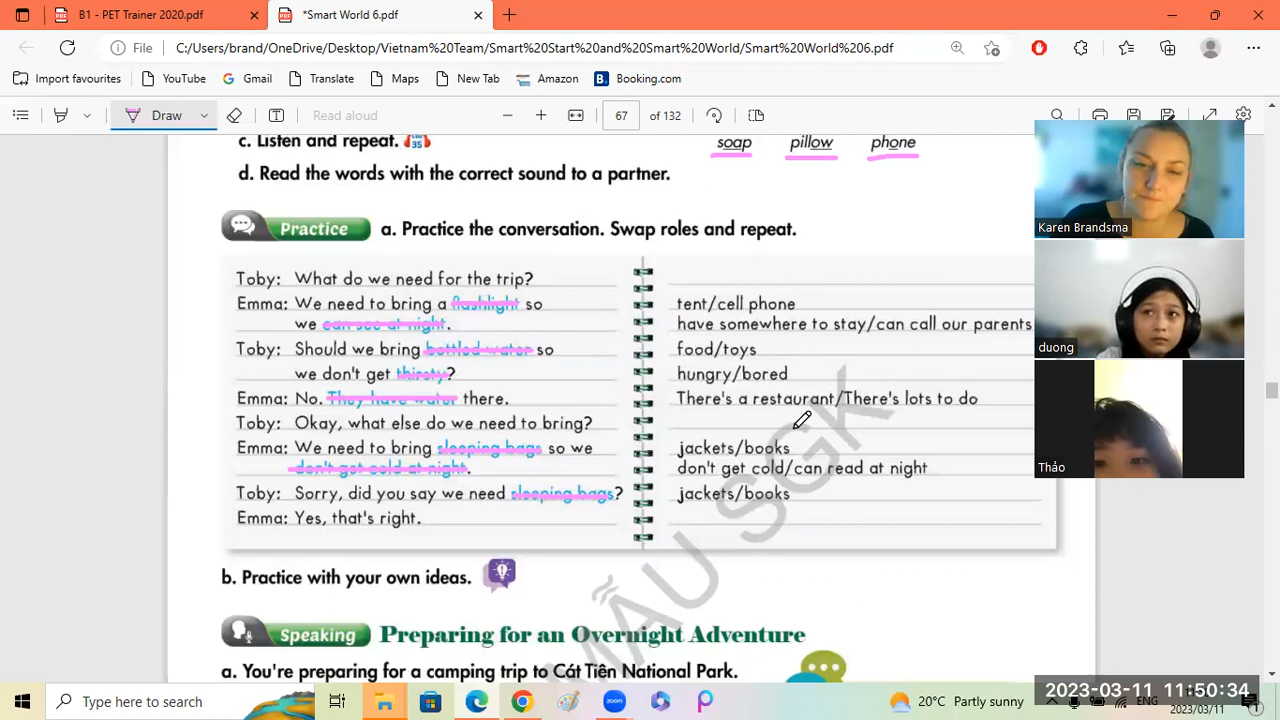 B1 - PET Trainer 2020.pdf
*Smart World 6.pdf
File
C:/Users/brand/OneDrive/Desktop/Vietnam%20Team/Smart%20Start%20and%20Smart%20World/Smart%20World%206.pdf
Import favourites
YouTube
Gmail
Translate
Maps
New Tab
Amazon
B.
Booking.com
Draw
Read aloud
67
of 132
c. Listen and repeat.
35
soap
pillow
phone
d. Read the words with the correct sound to a partner.
Practice
a. Practice the conversation. Swap roles and repeat.
Toby: What do we need for the trip?
Emma: We need to bring a flashlight so
we can see at night.
Toby: Should we bring bottled water so
we don't get thirsty?
Emma: No. They have water there.
Toby: Okay, what else do we need to bring?
Emma: We need to bring sleeping bags so we
don't get cold at night.
Toby: Sorry, did you say we need sleeping bags?
Emma: Yes, that's right.
tent/cell phone
have somewhere to stay/can call our parents
food/toys
hungry/bored
There's a restaurant/There's lots to do
jackets/books
don't get cold/can read at night
jackets/books
MẪU SGK
b. Practice with your own ideas.
Speaking
Preparing for an Overnight Adventure
a. You're preparing for a camping trip to Cát Tiên National Park.
Karen Brandsma
duong
Thảo
Type here to search
20°C Partly sunny
ENG
2023-03-11 11:50:34
2023/03/11